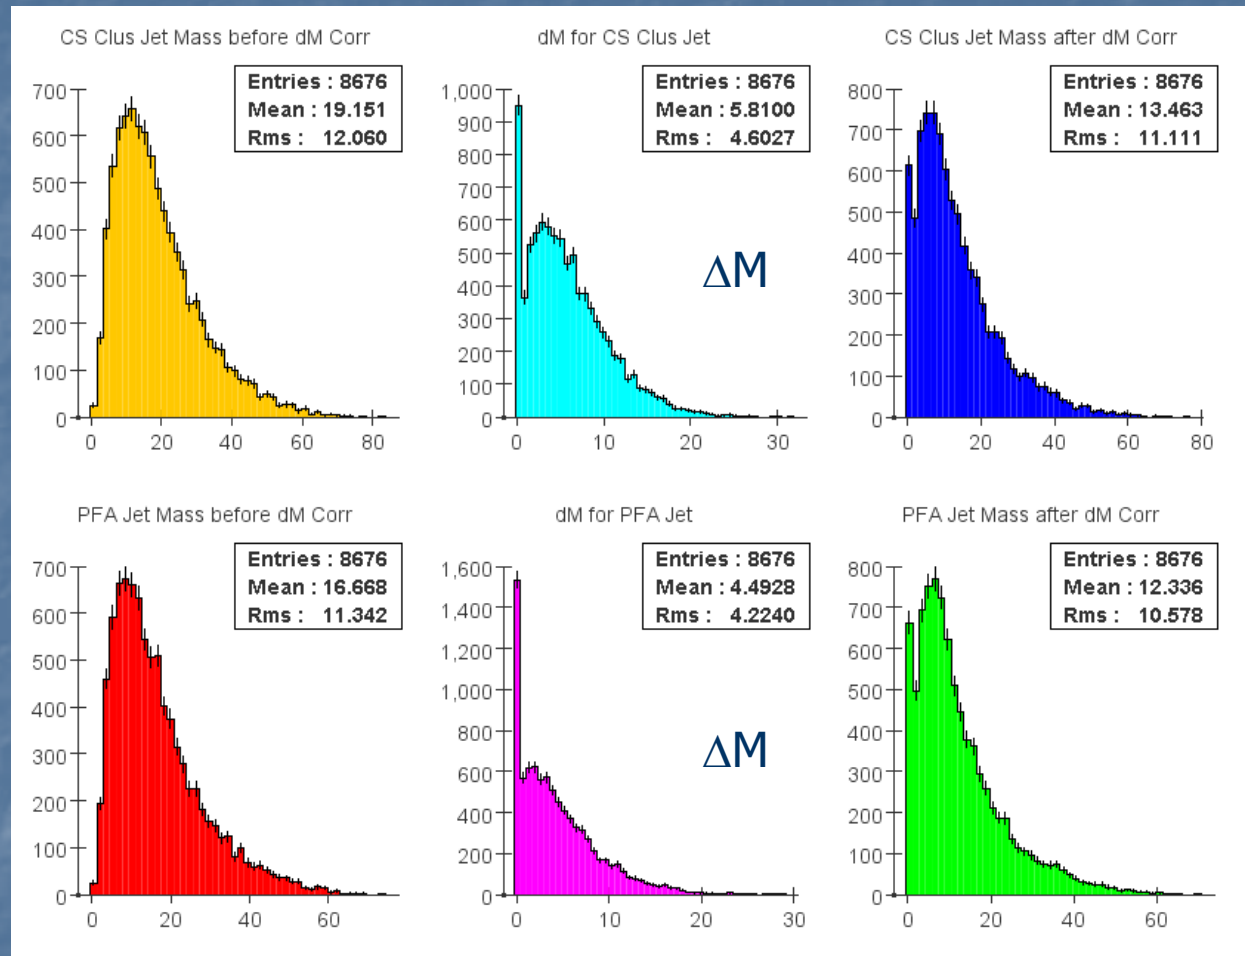 CS Clus Jet Mass before dM Corr
Entries : 8676
Mean : 19.151
Rms : 12.060
700
600
500
400
300
200
100
0
0 20 40 60 80
dM for CS Clus Jet
Entries : 8676
Mean : 5.8100
Rms : 4.6027
1,000
900
800
700
600
500
400
300
200
100
0
ΔM
0 10 20 30
CS Clus Jet Mass after dM Corr
Entries : 8676
Mean : 13.463
Rms : 11.111
800
700
600
500
400
300
200
100
0
0 20 40 60 80
PFA Jet Mass before dM Corr
Entries : 8676
Mean : 16.668
Rms : 11.342
700
600
500
400
300
200
100
0
0 20 40 60
dM for PFA Jet
Entries : 8676
Mean : 4.4928
Rms : 4.2240
1,600
1,400
1,200
1,000
800
600
400
200
0
ΔM
0 10 20 30
PFA Jet Mass after dM Corr
Entries : 8676
Mean : 12.336
Rms : 10.578
800
700
600
500
400
300
200
100
0
0 20 40 60